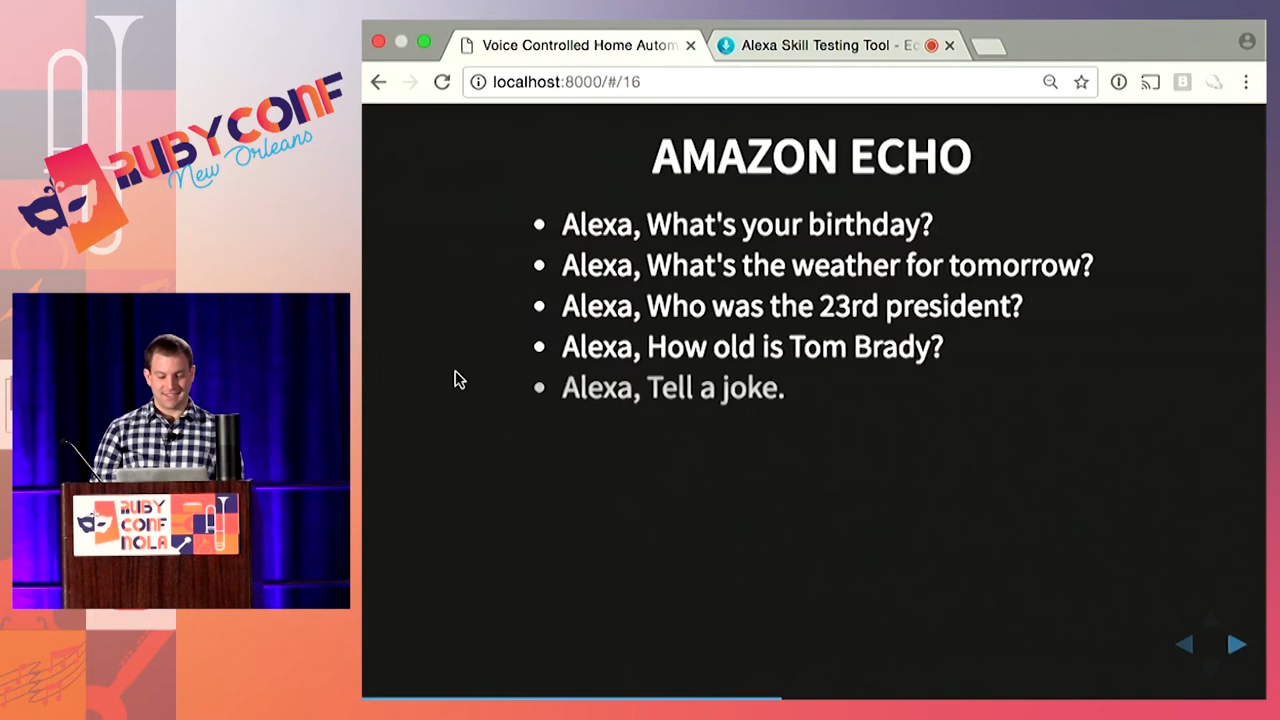 RUBYCONF
New Orleans
RUBY
CONF
NOLA
Voice Controlled Home Autom
Alexa Skill Testing Tool - Ec
localhost:8000/#/16
AMAZON ECHO
• Alexa, What's your birthday?
• Alexa, What's the weather for tomorrow?
• Alexa, Who was the 23rd president?
• Alexa, How old is Tom Brady?
• Alexa, Tell a joke.